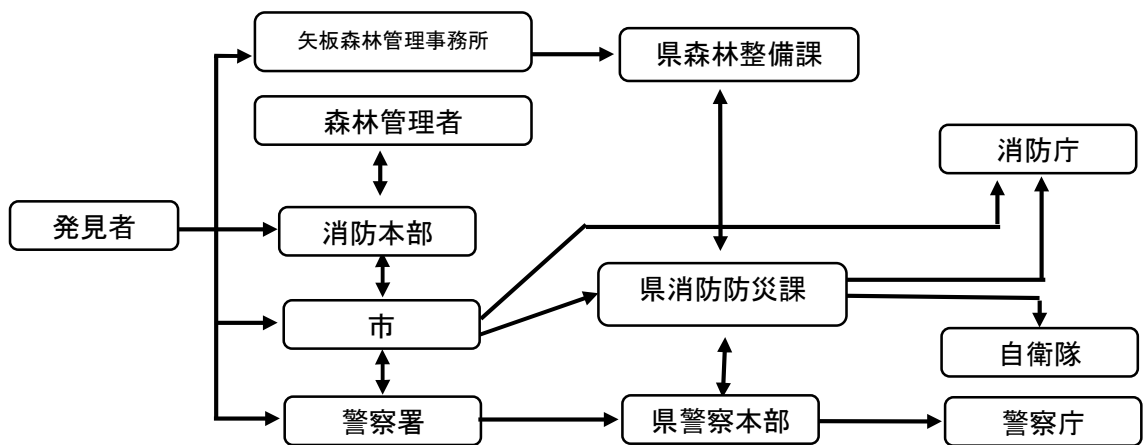 矢板森林管理事務所
県森林整備課
森林管理者
消防庁
発見者
消防本部
県消防防災課
市
自衛隊
警察署
県警察本部
警察庁